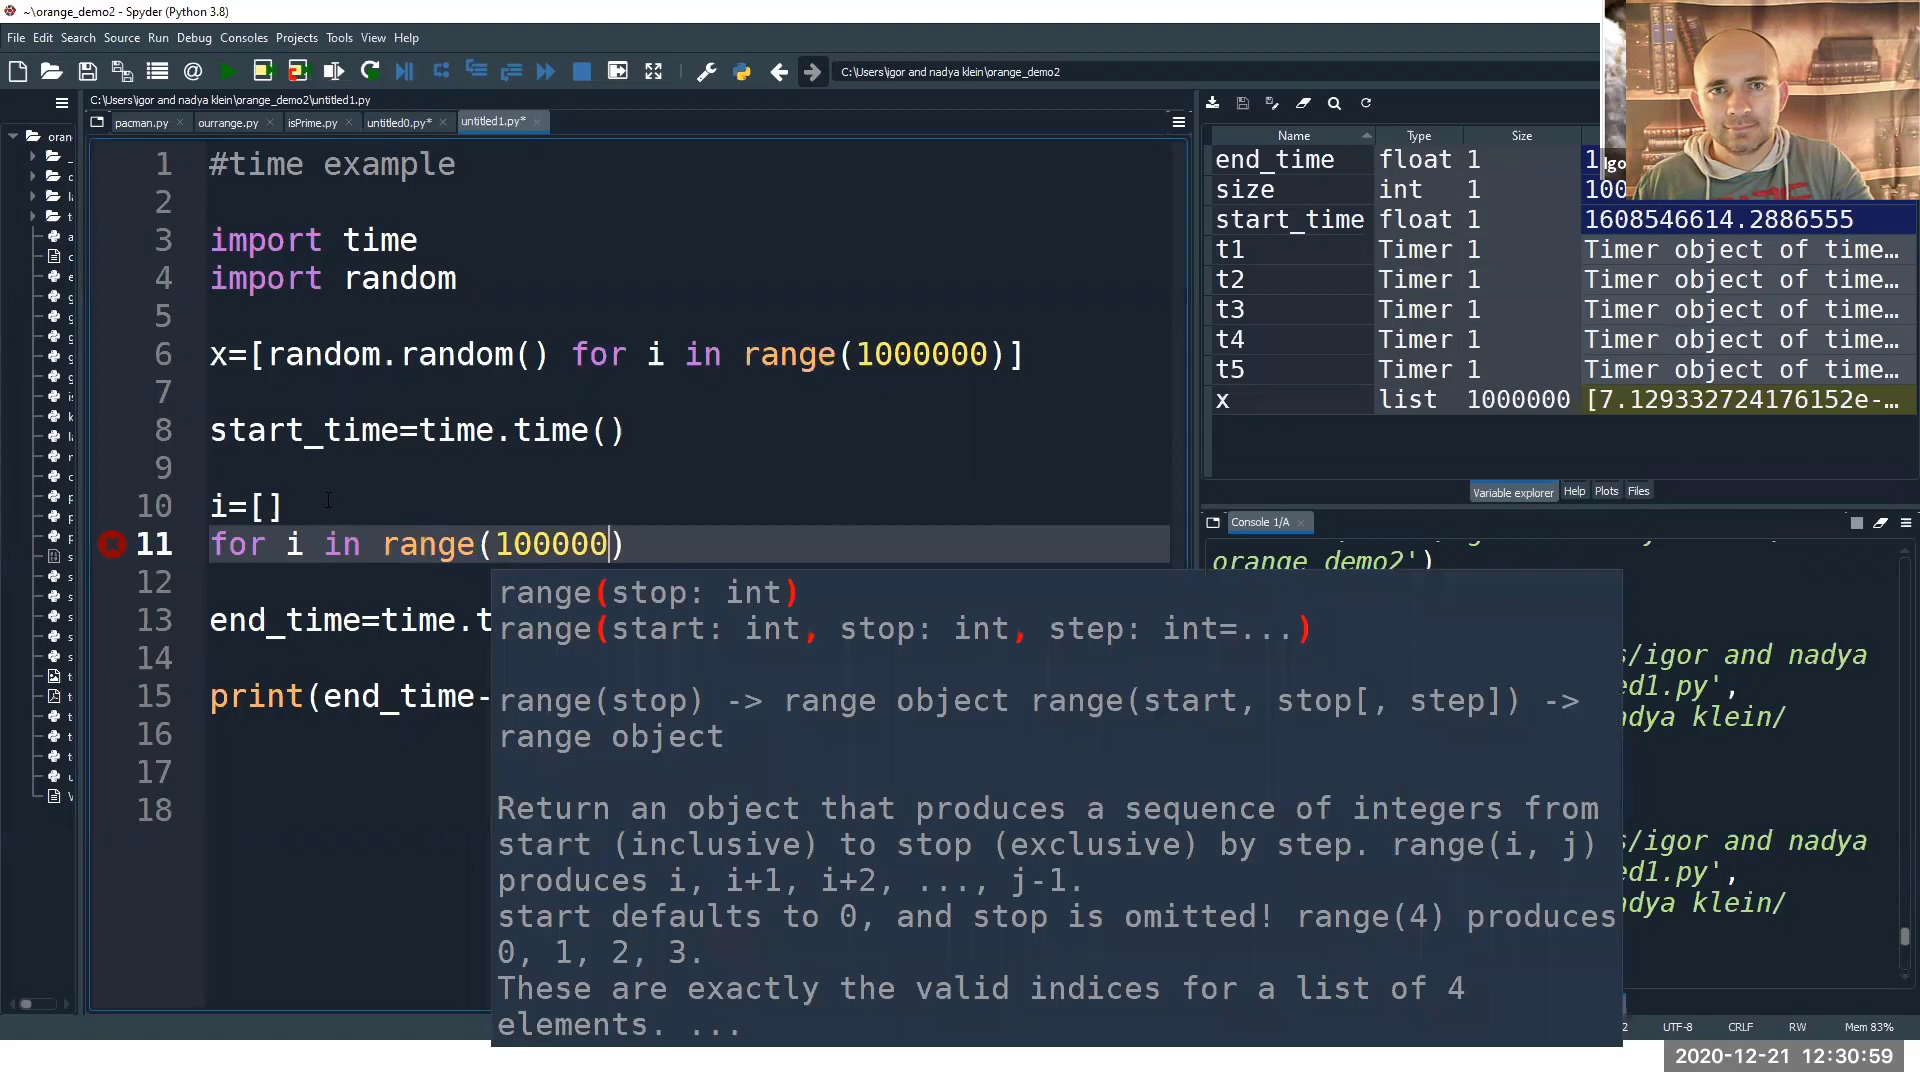 ~\orange_demo2 - Spyder (Python 3.8)
File Edit Search Source Run Debug Consoles Projects Tools View Help
C:\Users\igor and nadya klein\orange_demo2
C:\Users\igor and nadya klein\orange_demo2\untitled1.py
pacman.py ourrange.py isPrime.py untitled0.py* untitled1.py*
oran
1 #time example
2
3 import time
4 import random
5
6 x=[random.random() for i in range(1000000)]
7
8 start_time=time.time()
9
10 i=[]
11 for i in range(100000)
12
13 end_time=time.t
14
15 print(end_time-
16
17
18
range(stop: int)
range(start: int, stop: int, step: int=...)
range(stop) -> range object range(start, stop[, step]) ->
range object
Return an object that produces a sequence of integers from
start (inclusive) to stop (exclusive) by step. range(i, j)
produces i, i+1, i+2, ..., j-1.
start defaults to 0, and stop is omitted! range(4) produces
0, 1, 2, 3.
These are exactly the valid indices for a list of 4
elements. ...
Name Type Size
end_time float 1 1
size int 1 100
start_time float 1 1608546614.2886555
t1 Timer 1 Timer object of time…
t2 Timer 1 Timer object of time…
t3 Timer 1 Timer object of time…
t4 Timer 1 Timer object of time…
t5 Timer 1 Timer object of time…
x list 1000000 [7.129332724176152e-…
Igo
Variable explorer Help Plots Files
Console 1/A
orange_demo2')
s/igor and nadya
ed1.py',
adya klein/
s/igor and nadya
ed1.py',
adya klein/
2 UTF-8 CRLF RW Mem 83%
2020-12-21 12:30:59